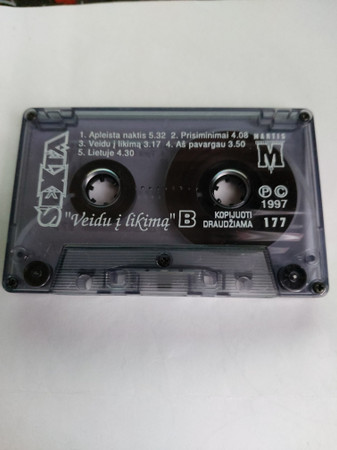 1. Apleista naktis 5.32 2. Prisiminimai 4.08
3. Veidu į likimą 3.17 4. Aš pavargau 3.50
5. Lietuje 4.30
MARTIS
M
"Veidu į likimą" B
KOPIJUOTI
DRAUDŽIAMA
P C
1997
177